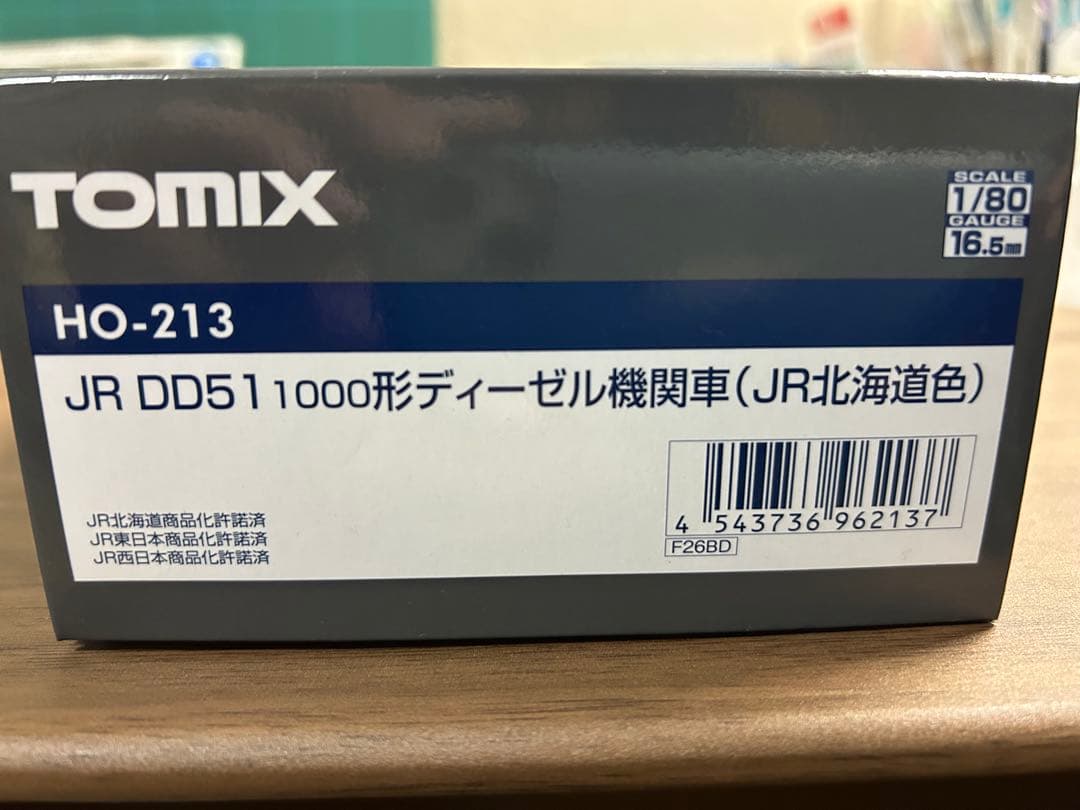 TOMIX
SCALE
1/80
GAUGE
16.5mm
HO-213
JR DD51 1000形ディーゼル機関車(JR北海道色)
JR北海道商品化許諾済
JR東日本商品化許諾済
JR西日本商品化許諾済
4 543736 962137
F26BD